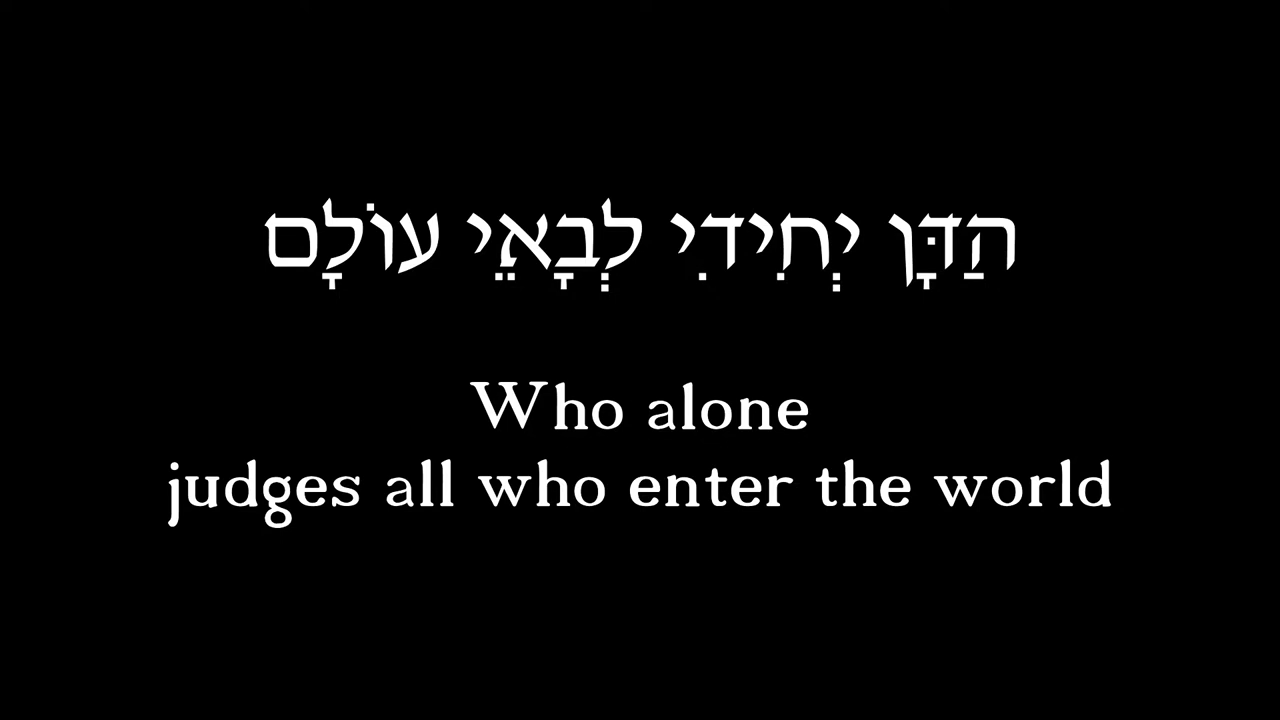 הַדָּן יְחִידִי לְבָאֵי עוֹלָם
Who alone
judges all who enter the world